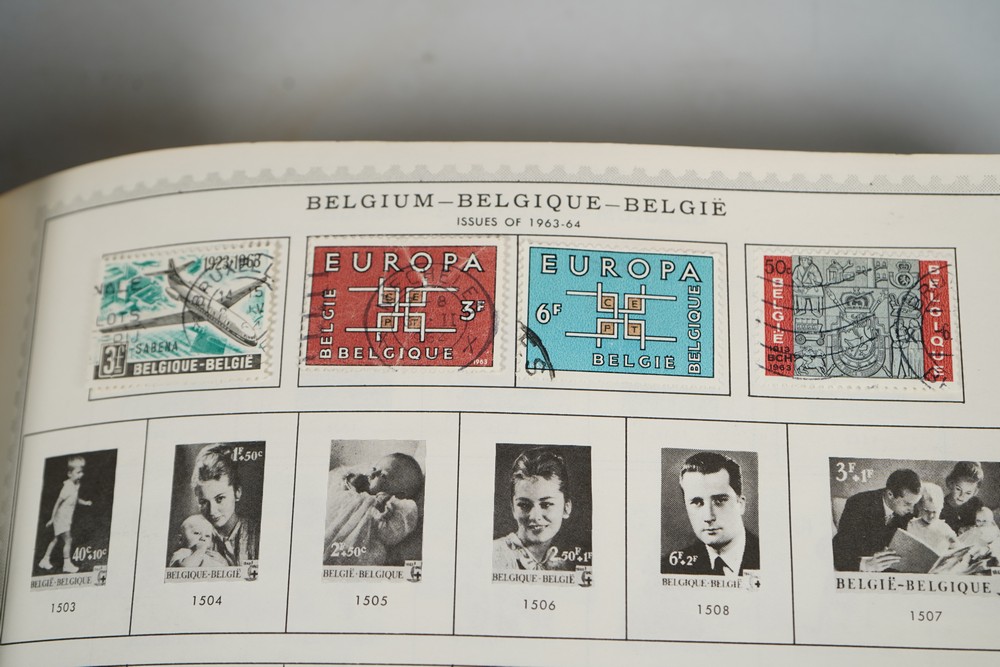 BELGIUM—BELGIQUE—BELGIË
ISSUES OF 1963-64
1923-1963
3F
SABENA
BELGIQUE-BELGIË
EUROPA
BELGIË
C E
P T
3F
BELGIQUE
1963
EUROPA
6F
C E
P T
BELGIË
BELGIQUE
50c
BELGIË
1813
BCH
1963
BELGIQUE
40c+10c
BELGIË-BELGIQUE
1503
1F+50c
BELGIQUE-BELGIË
1504
2F+50c
BELGIË-BELGIQUE
1505
2F50+1F
BELGIQUE-BELGIË
1506
6F+2F
BELGIQUE-BELGIË
1508
3F+1F
BELGIË-BELGIQUE
1507